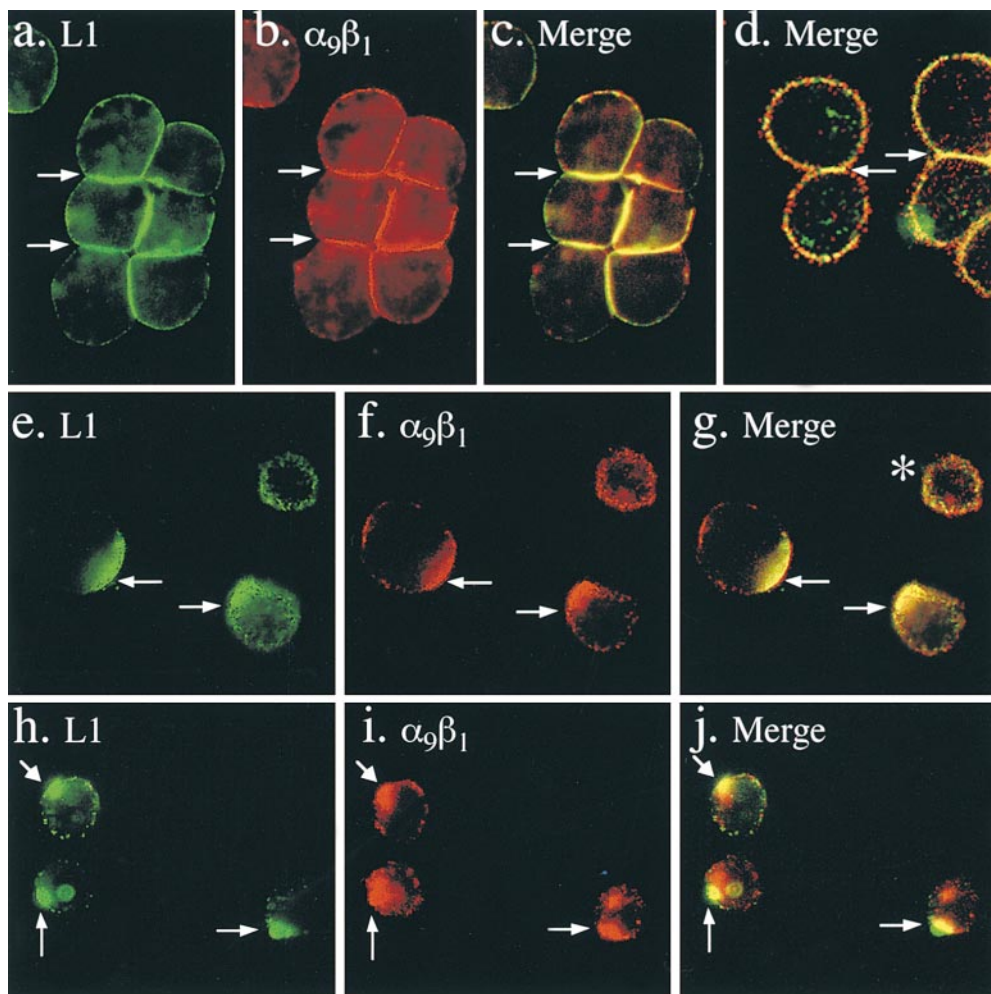 a. L1
b. α₉β₁
c. Merge
d. Merge
e. L1
f. α₉β₁
g. Merge
*
h. L1
i. α₉β₁
j. Merge